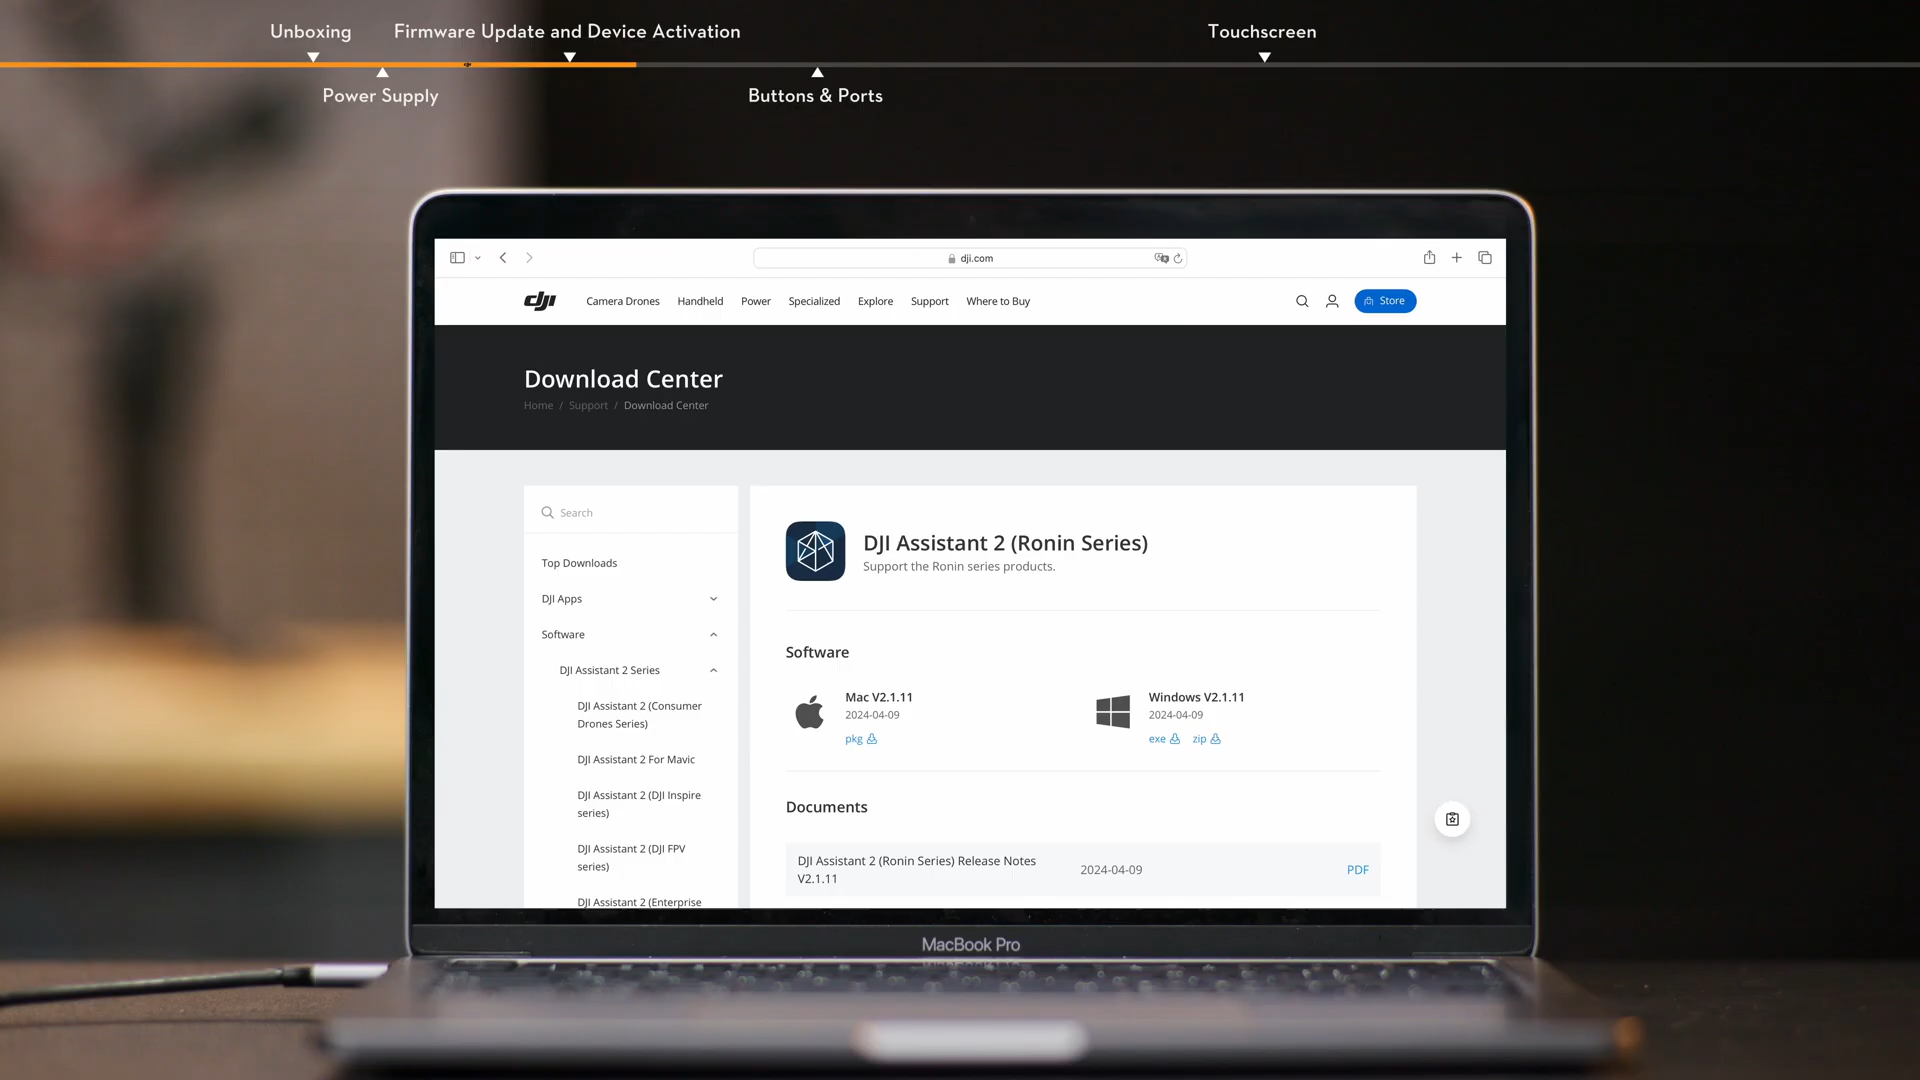 Unboxing
Firmware Update and Device Activation
Touchscreen
Power Supply
Buttons & Ports
dji.com
dji
Camera Drones
Handheld
Power
Specialized
Explore
Support
Where to Buy
Store
Download Center
Home / Support / Download Center
Search
Top Downloads
DJI Apps
Software
DJI Assistant 2 Series
DJI Assistant 2 (Consumer
Drones Series)
DJI Assistant 2 For Mavic
DJI Assistant 2 (DJI Inspire
series)
DJI Assistant 2 (DJI FPV
series)
DJI Assistant 2 (Enterprise
DJI Assistant 2 (Ronin Series)
Support the Ronin series products.
Software
Mac V2.1.11
2024-04-09
pkg
Windows V2.1.11
2024-04-09
exe zip
Documents
DJI Assistant 2 (Ronin Series) Release Notes
V2.1.11
2024-04-09
PDF
MacBook Pro